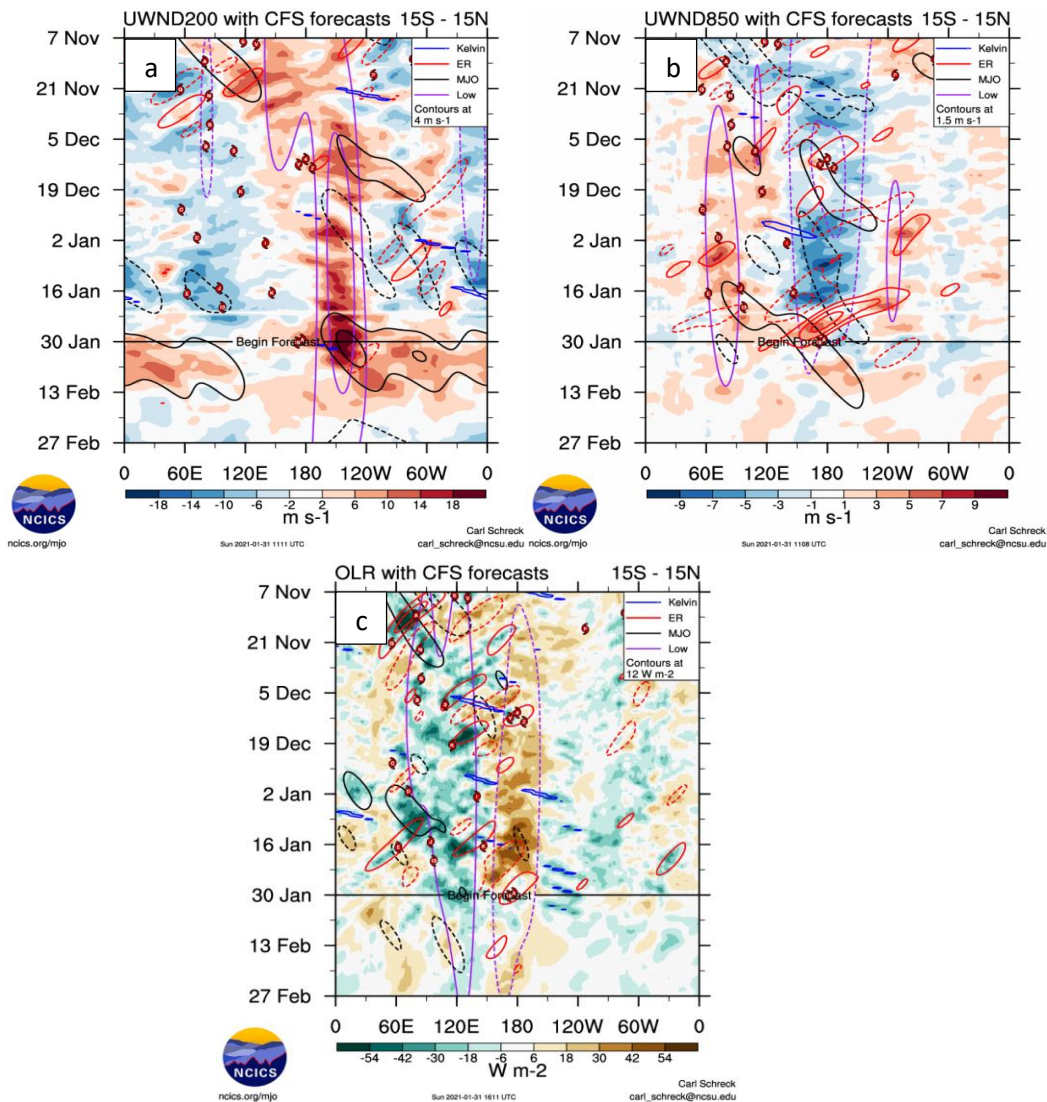 UWND200 with CFS forecasts 15S - 15N
a
7 Nov
21 Nov
5 Dec
19 Dec
2 Jan
16 Jan
30 Jan
13 Feb
27 Feb
Kelvin
ER
MJO
Low
Contours at
4 m s-1
Begin Forecast
0 60E 120E 180 120W 60W 0
-18 -14 -10 -6 -2 2 6 10 14 18
m s-1
NCICS
ncics.org/mjo
Sun 2021-01-31 1111 UTC
Carl Schreck
carl_schreck@ncsu.edu
UWND850 with CFS forecasts 15S - 15N
b
7 Nov
21 Nov
5 Dec
19 Dec
2 Jan
16 Jan
30 Jan
13 Feb
27 Feb
Kelvin
ER
MJO
Low
Contours at
1.5 m s-1
Begin Forecast
0 60E 120E 180 120W 60W 0
-9 -7 -5 -3 -1 1 3 5 7 9
m s-1
NCICS
ncics.org/mjo
Sun 2021-01-31 1108 UTC
Carl Schreck
carl_schreck@ncsu.edu
OLR with CFS forecasts 15S - 15N
c
7 Nov
21 Nov
5 Dec
19 Dec
2 Jan
16 Jan
30 Jan
13 Feb
27 Feb
Kelvin
ER
MJO
Low
Contours at
12 W m-2
Begin Forecast
0 60E 120E 180 120W 60W 0
-54 -42 -30 -18 -6 6 18 30 42 54
W m-2
NCICS
ncics.org/mjo
Sun 2021-01-31 1611 UTC
Carl Schreck
carl_schreck@ncsu.edu